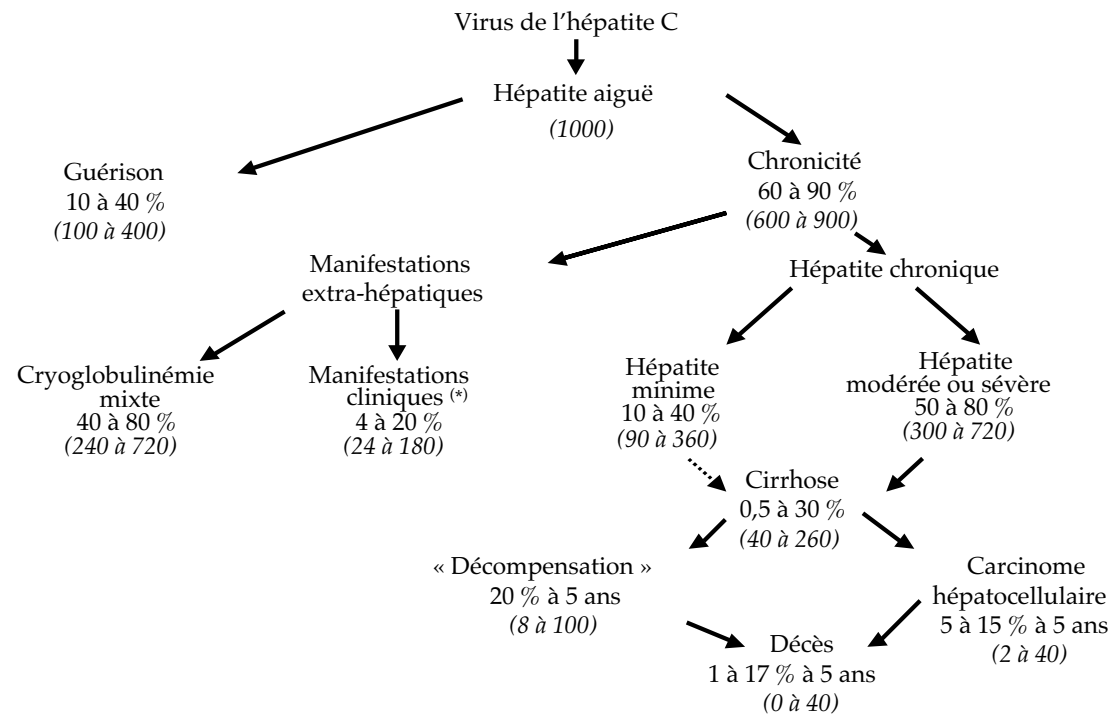 Virus de l'hépatite C
Hépatite aiguë
(1000)
Guérison
10 à 40 %
(100 à 400)
Chronicité
60 à 90 %
(600 à 900)
Manifestations
extra-hépatiques
Hépatite chronique
Cryoglobulinémie
mixte
40 à 80 %
(240 à 720)
Manifestations
cliniques (*)
4 à 20 %
(24 à 180)
Hépatite
minime
10 à 40 %
(90 à 360)
Hépatite
modérée ou sévère
50 à 80 %
(300 à 720)
Cirrhose
0,5 à 30 %
(40 à 260)
« Décompensation »
20 % à 5 ans
(8 à 100)
Carcinome
hépatocellulaire
5 à 15 % à 5 ans
(2 à 40)
Décès
1 à 17 % à 5 ans
(0 à 40)